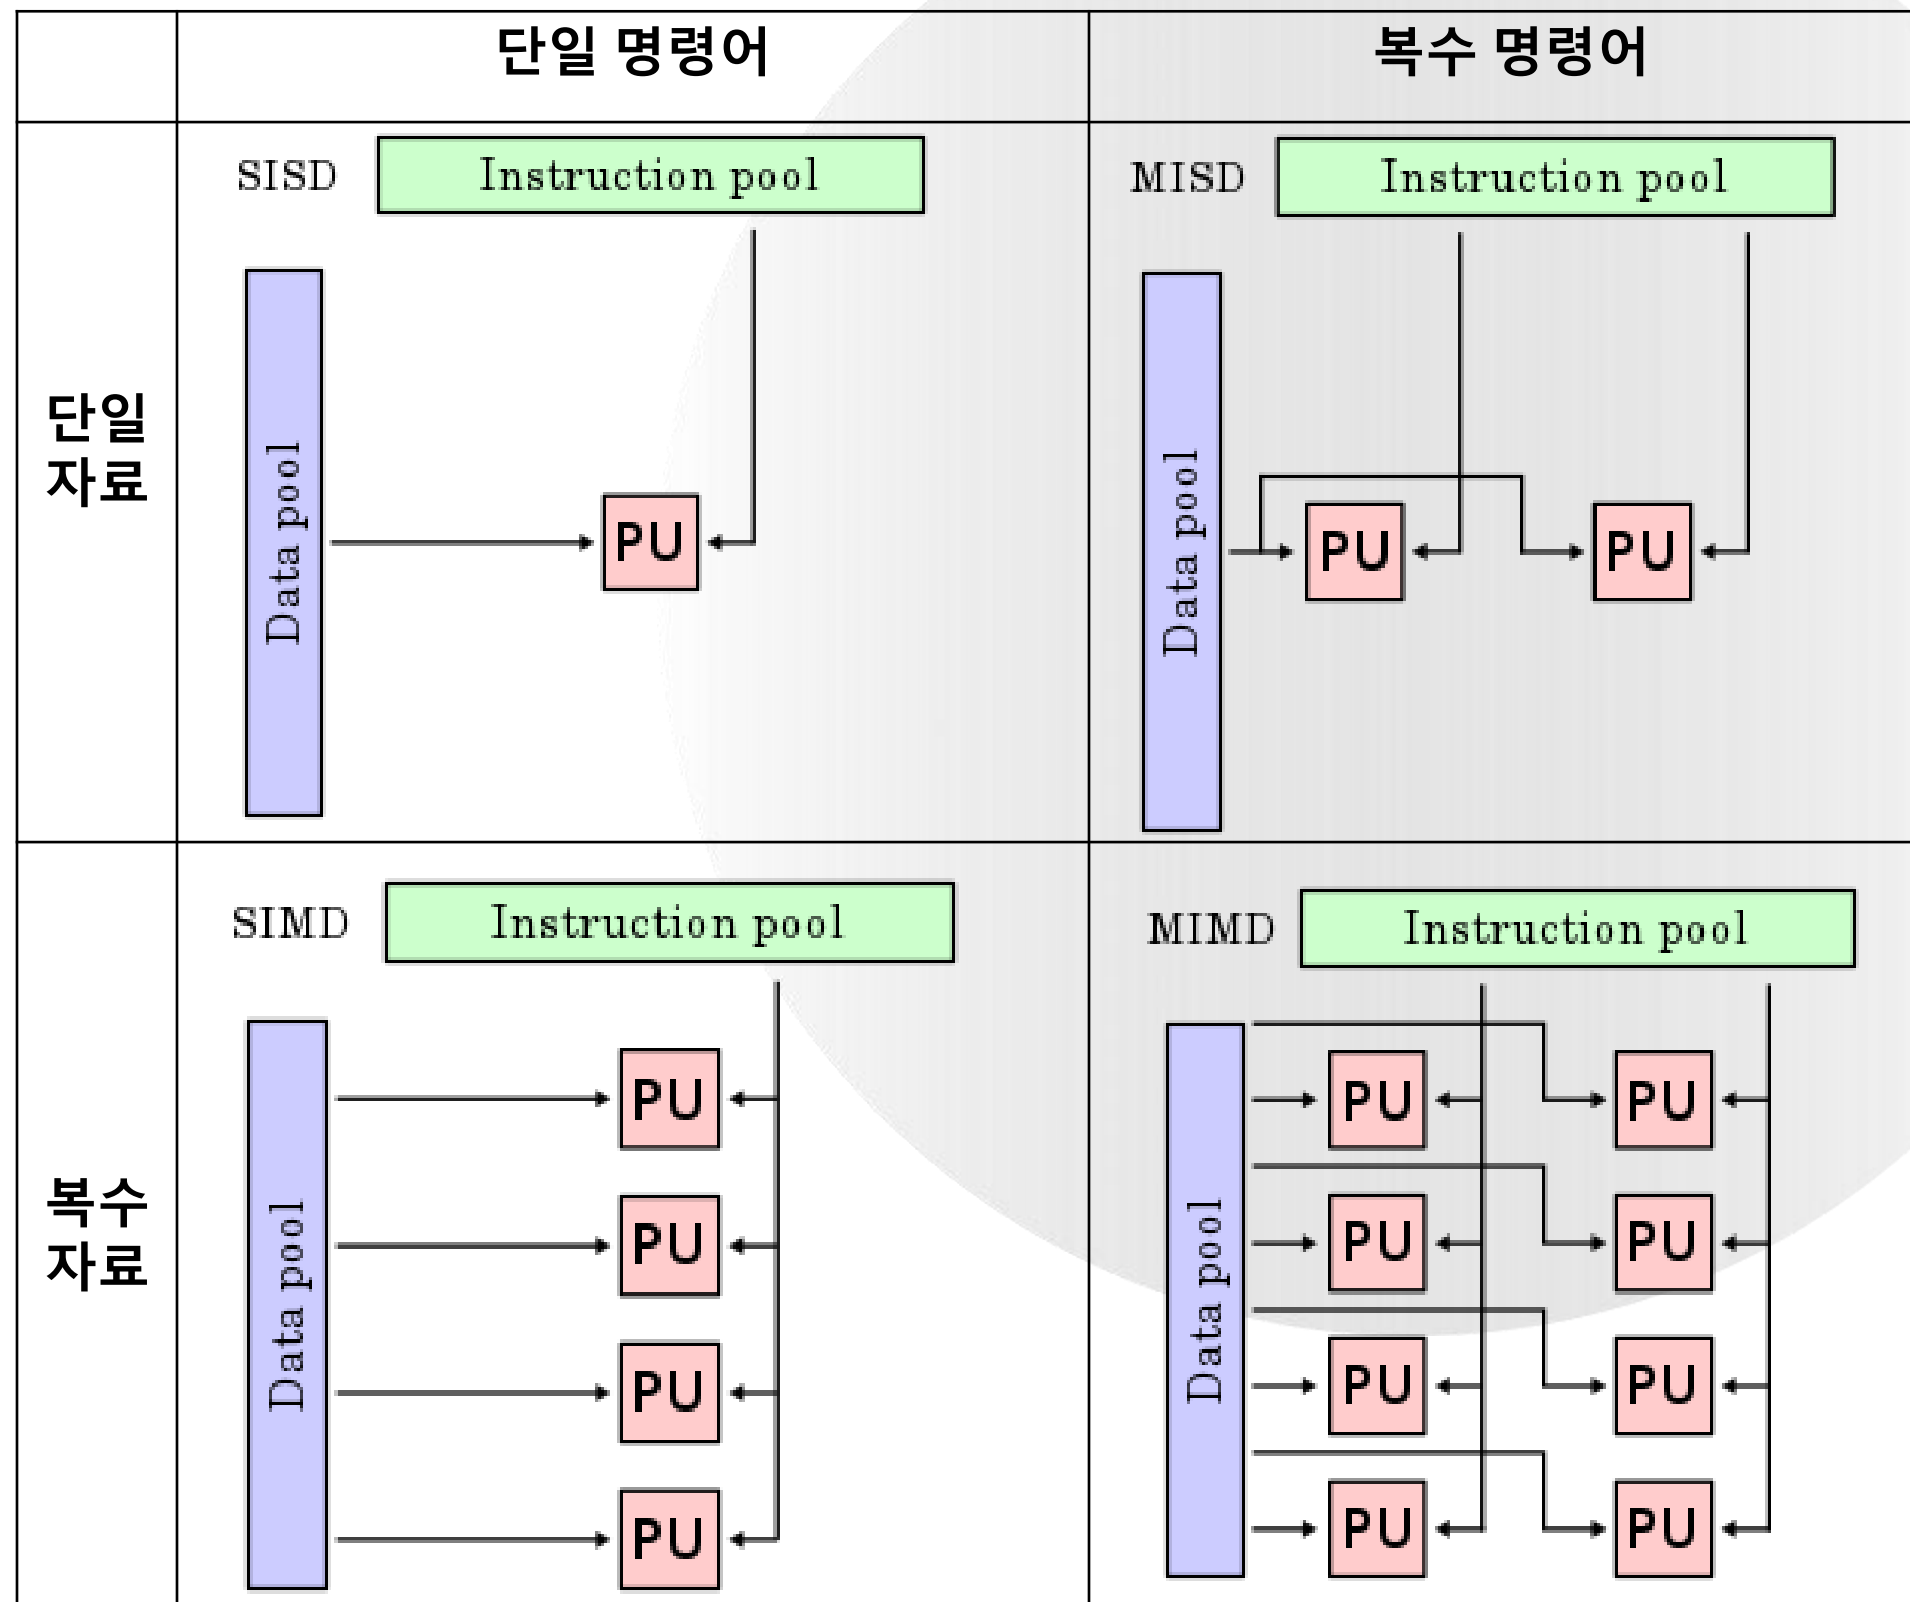 단일 명령어
복수 명령어
단일
자료
SISD
Instruction pool
Data pool
PU
MISD
Instruction pool
Data pool
PU
PU
복수
자료
SIMD
Instruction pool
Data pool
PU
PU
PU
PU
MIMD
Instruction pool
Data pool
PU
PU
PU
PU
PU
PU
PU
PU